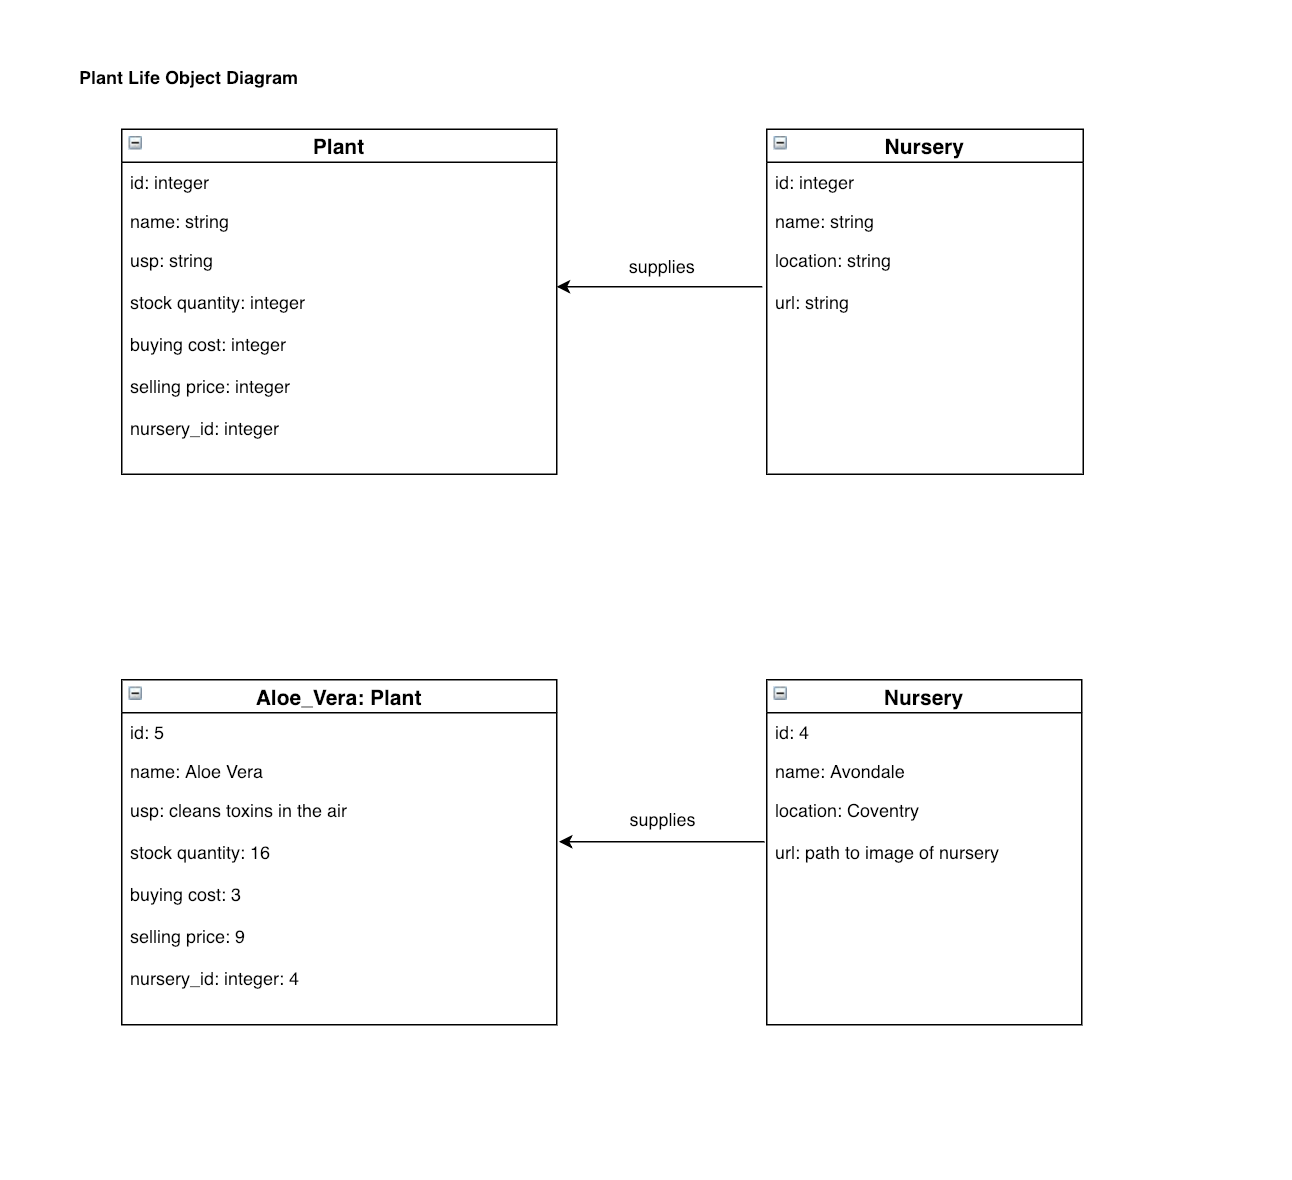 Plant Life Object Diagram
Plant
id: integer
name: string
usp: string
stock quantity: integer
buying cost: integer
selling price: integer
nursery_id: integer
supplies
Nursery
id: integer
name: string
location: string
url: string
Aloe_Vera: Plant
id: 5
name: Aloe Vera
usp: cleans toxins in the air
stock quantity: 16
buying cost: 3
selling price: 9
nursery_id: integer: 4
supplies
Nursery
id: 4
name: Avondale
location: Coventry
url: path to image of nursery